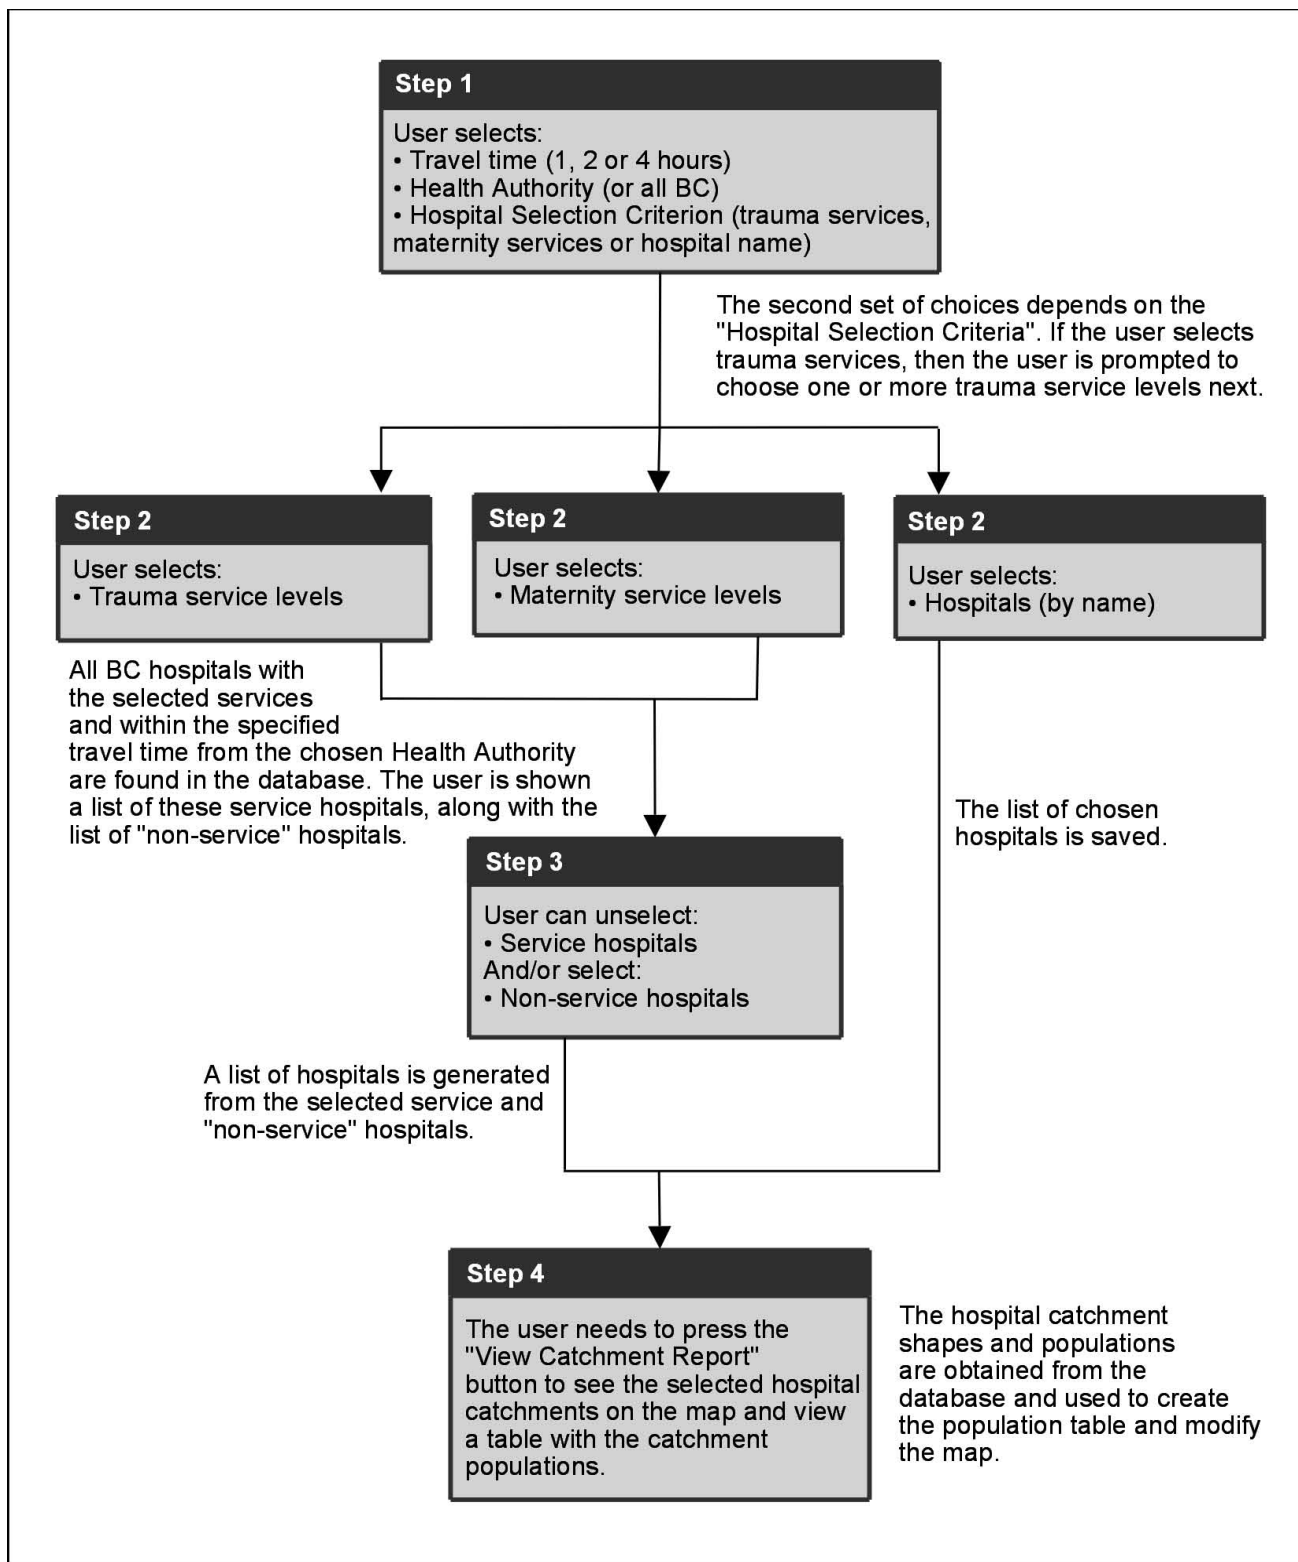 Step 1
User selects:
• Travel time (1, 2 or 4 hours)
• Health Authority (or all BC)
• Hospital Selection Criterion (trauma services,
maternity services or hospital name)
The second set of choices depends on the
"Hospital Selection Criteria". If the user selects
trauma services, then the user is prompted to
choose one or more trauma service levels next.
Step 2
User selects:
• Trauma service levels
Step 2
User selects:
• Maternity service levels
Step 2
User selects:
• Hospitals (by name)
All BC hospitals with
the selected services
and within the specified
travel time from the chosen Health Authority
are found in the database. The user is shown
a list of these service hospitals, along with the
list of "non-service" hospitals.
The list of chosen
hospitals is saved.
Step 3
User can unselect:
• Service hospitals
And/or select:
• Non-service hospitals
A list of hospitals is generated
from the selected service and
"non-service" hospitals.
Step 4
The user needs to press the
"View Catchment Report"
button to see the selected hospital
catchments on the map and view
a table with the catchment
populations.
The hospital catchment
shapes and populations
are obtained from the
database and used to create
the population table and modify
the map.